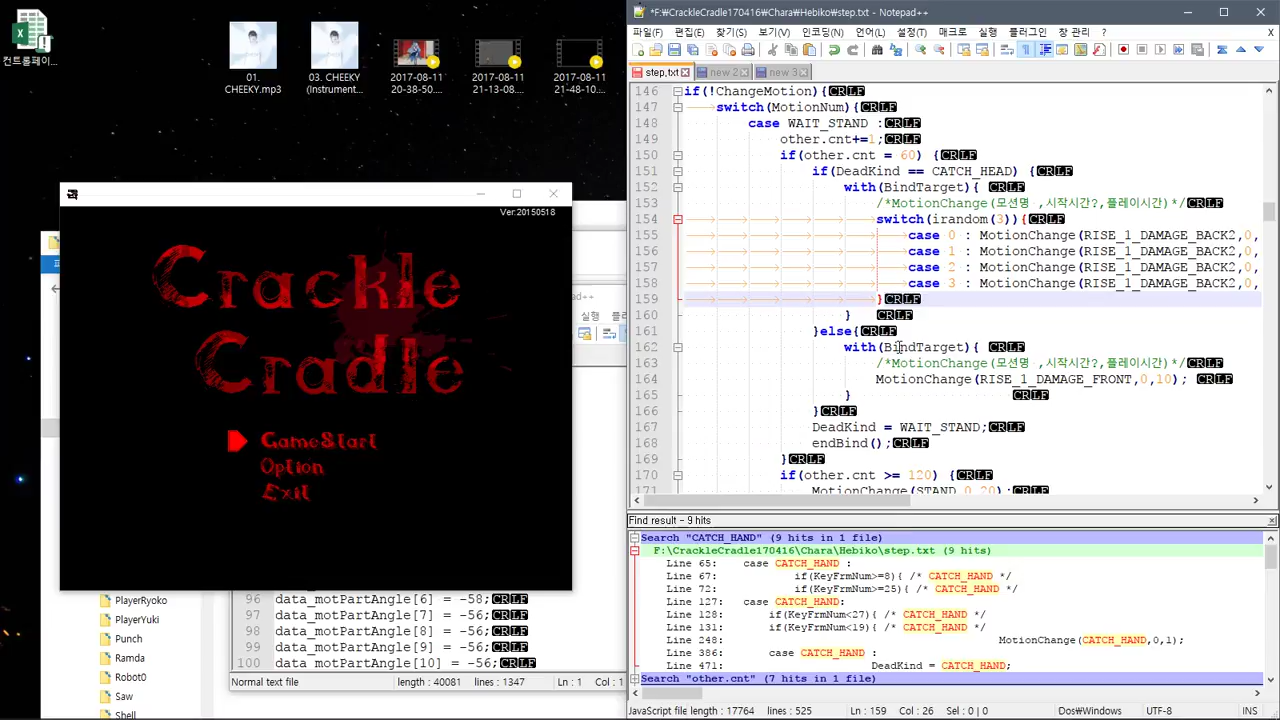 컨트롤페이...
01.
CHEEKY.mp3
03. CHEEKY
(Instrument...
2017-08-11
20-38-50....
2017-08-11
21-13-08....
2017-08-11
21-48-10....
Ver:20150518
Crackle
Cradle
GameStart
Option
Exit
실행
PlayerRyoko
PlayerYuki
Punch
Ramda
Robot0
Saw
Shell
96 data_motPartAngle[6] = -58;CRLF
97 data_motPartAngle[7] = -56;CRLF
98 data_motPartAngle[8] = -56;CRLF
99 data_motPartAngle[9] = -56;CRLF
100 data_motPartAngle[10] = -56;CRLF
Normal text file length : 40081 lines : 1347 Ln : 1 Col : 1
*F:₩CrackleCradle170416₩Chara₩Hebiko₩step.txt - Notepad++
파일(F) 편집(E) 찾기(S) 보기(V) 인코딩(N) 언어(L) 설정(T) 매크로 실행 플러그인 창 관리 ?
step.txt new 2 new 3
146 if(!ChangeMotion){CRLF
147 switch(MotionNum){CRLF
148 case WAIT_STAND :CRLF
149 other.cnt+=1;CRLF
150 if(other.cnt = 60) {CRLF
151 if(DeadKind == CATCH_HEAD) {CRLF
152 with(BindTarget){ CRLF
153 /*MotionChange(모션명 ,시작시간?,플레이시간)*/CRLF
154 switch(irandom(3)){CRLF
155 case 0 : MotionChange(RISE_1_DAMAGE_BACK2,0,
156 case 1 : MotionChange(RISE_1_DAMAGE_BACK2,0,
157 case 2 : MotionChange(RISE_1_DAMAGE_BACK2,0,
158 case 3 : MotionChange(RISE_1_DAMAGE_BACK2,0,
159 }CRLF
160 } CRLF
161 }else{CRLF
162 with(BindTarget){ CRLF
163 /*MotionChange(모션명 ,시작시간?,플레이시간)*/CRLF
164 MotionChange(RISE_1_DAMAGE_FRONT,0,10); CRLF
165 } CRLF
166 }CRLF
167 DeadKind = WAIT_STAND;CRLF
168 endBind();CRLF
169 }CRLF
170 if(other.cnt >= 120) {CRLF
171 MotionChange(STAND,0,20);CRLF
Find result - 9 hits
Search "CATCH_HAND" (9 hits in 1 file)
F:\CrackleCradle170416\Chara\Hebiko\step.txt (9 hits)
Line 65: case CATCH_HAND :
Line 67: if(KeyFrmNum>=8){ /* CATCH_HAND */
Line 72: if(KeyFrmNum>=25){ /* CATCH_HAND */
Line 127: case CATCH_HAND:
Line 128: if(KeyFrmNum<27){ /* CATCH_HAND */
Line 131: if(KeyFrmNum<19){ /* CATCH_HAND */
Line 248: MotionChange(CATCH_HAND,0,1);
Line 386: case CATCH_HAND :
Line 471: DeadKind = CATCH_HAND;
Search "other.cnt" (7 hits in 1 file)
JavaScript file length : 17764 lines : 525 Ln : 159 Col : 26 Sel : 0 | 0 Dos₩Windows UTF-8 INS